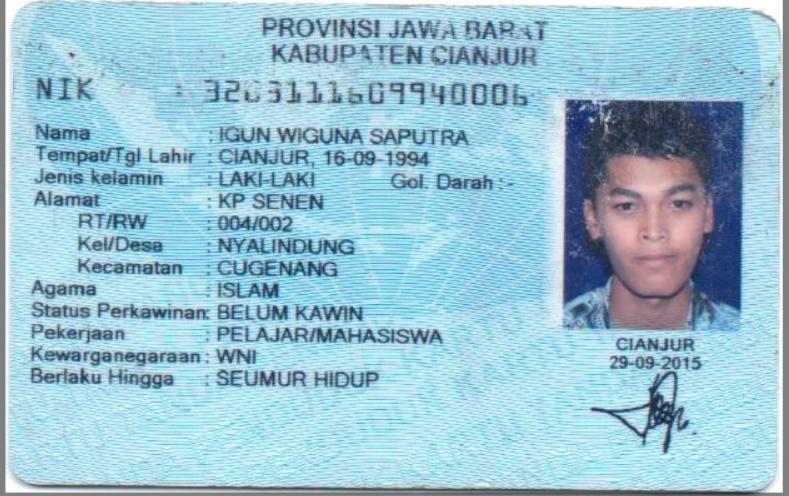 PROVINSI JAWA BARAT
KABUPATEN CIANJUR
NIK : 3203111609940006
Nama : IGUN WIGUNA SAPUTRA
Tempat/Tgl Lahir : CIANJUR, 16-09-1994
Jenis kelamin : LAKI-LAKI Gol. Darah : -
Alamat : KP SENEN
RT/RW : 004/002
Kel/Desa : NYALINDUNG
Kecamatan : CUGENANG
Agama : ISLAM
Status Perkawinan: BELUM KAWIN
Pekerjaan : PELAJAR/MAHASISWA
Kewarganegaraan : WNI
Berlaku Hingga : SEUMUR HIDUP
CIANJUR
29-09-2015